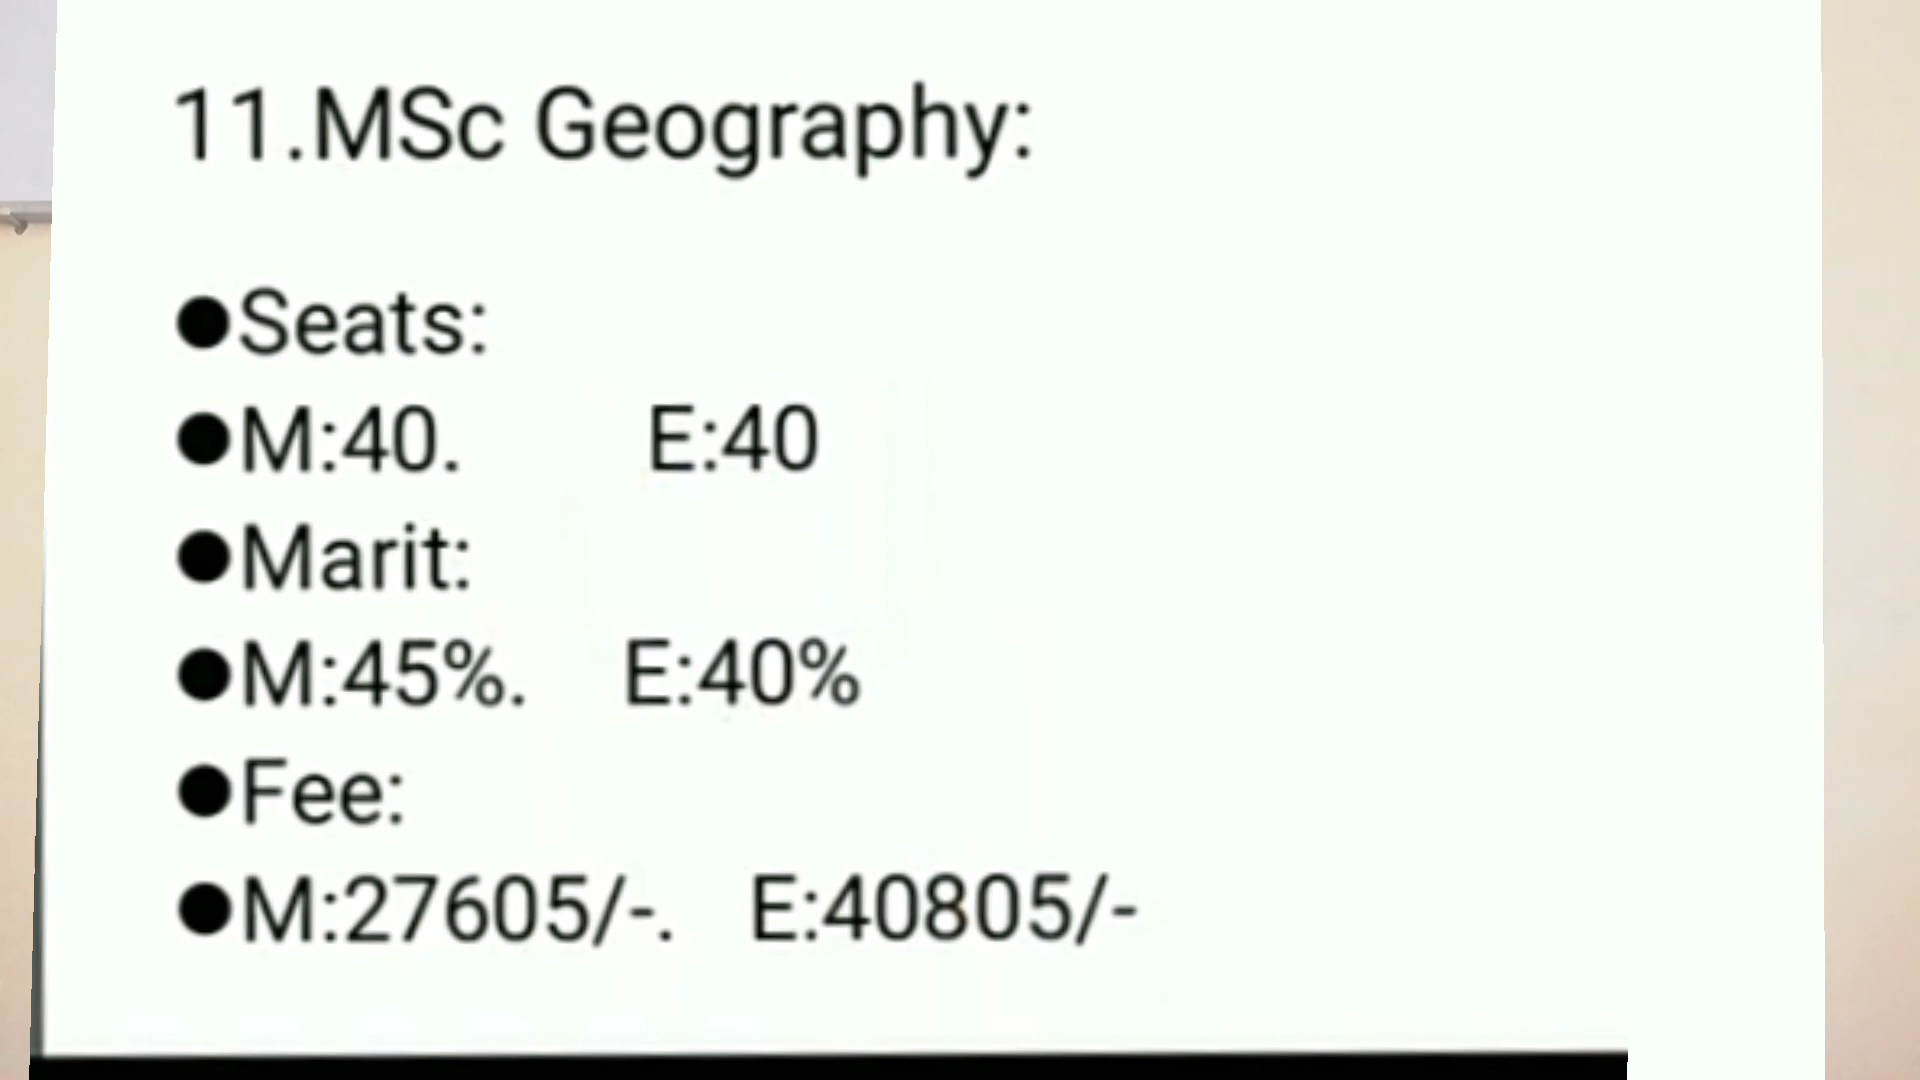 11.MSc Geography:
●Seats:
●M:40. E:40
●Marit:
●M:45%. E:40%
●Fee:
●M:27605/-. E:40805/-